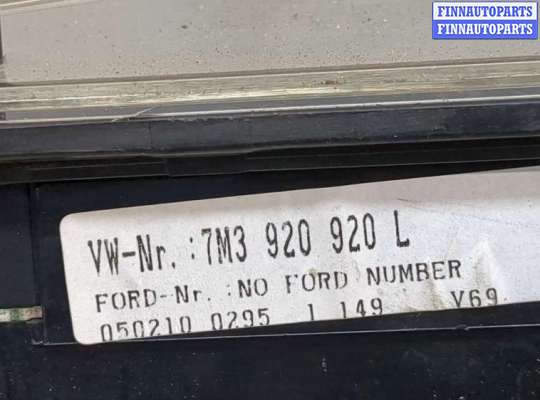 FINNAUTOPARTS
FINNAUTOPARTS
VW-Nr. :7M3 920 920 L
FORD-Nr. :NO FORD NUMBER
050210 0295 1 149 V69